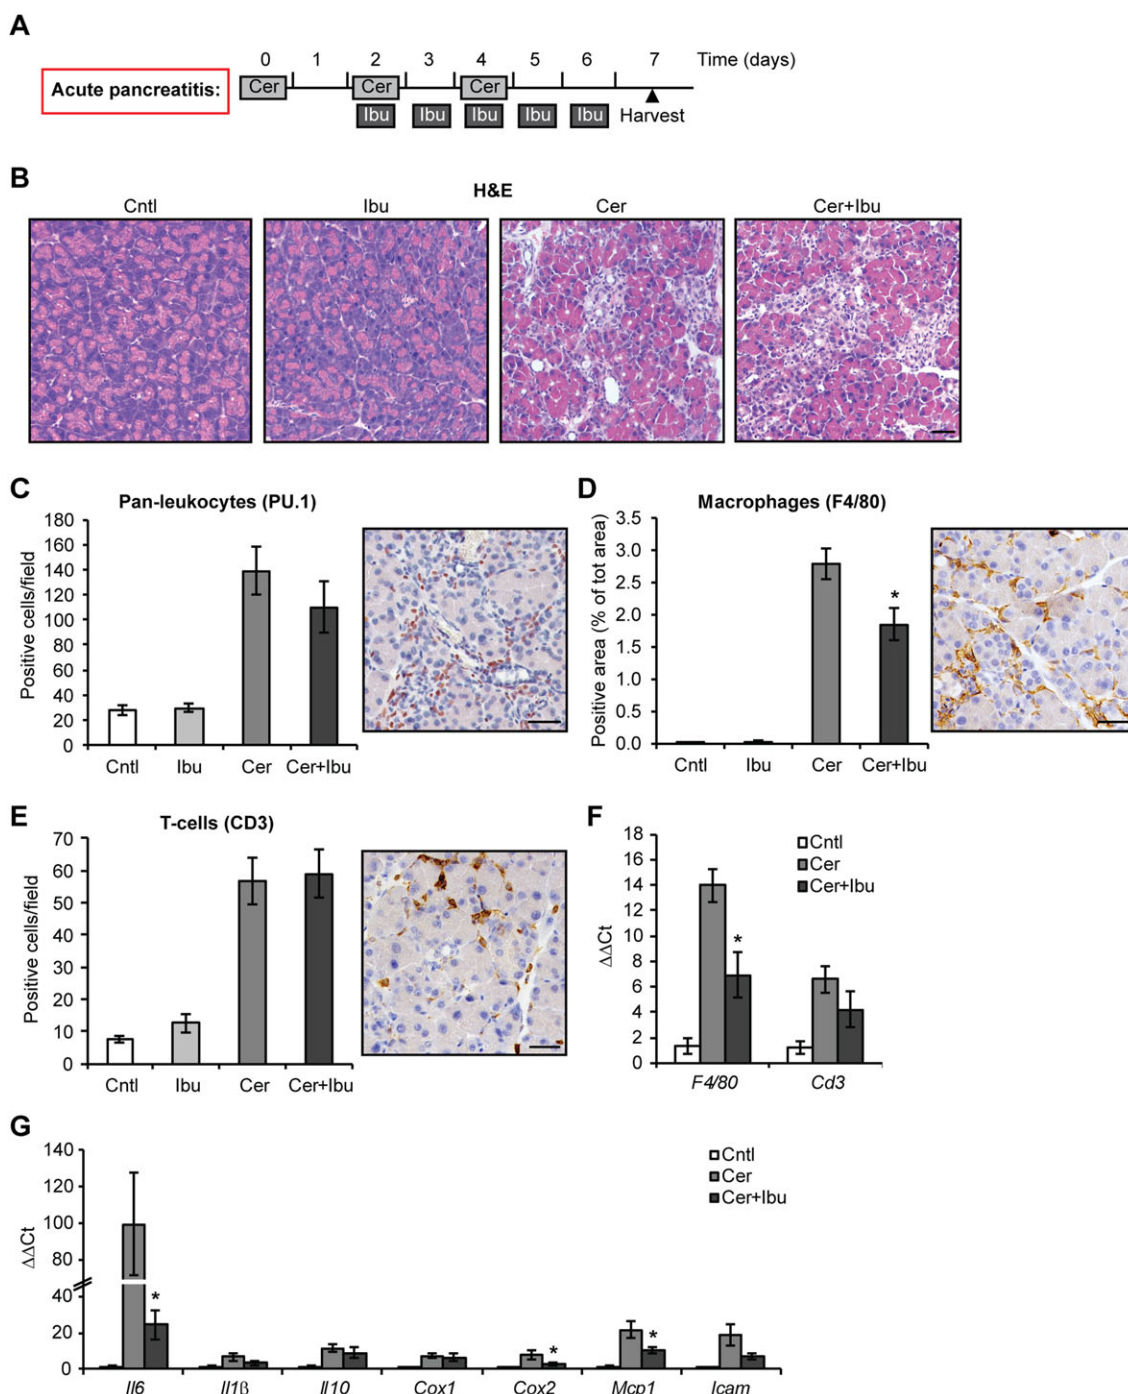 A
0 1 2 3 4 5 6 7 Time (days)
Acute pancreatitis: Cer Cer Cer
Ibu Ibu Ibu Ibu Ibu Harvest
B
H&E
Cntl Ibu Cer Cer+Ibu
C
Pan-leukocytes (PU.1)
Positive cells/field
180
160
140
120
100
80
60
40
20
0
Cntl Ibu Cer Cer+Ibu
D
Macrophages (F4/80)
Positive area (% of tot area)
3.5
3.0
2.5
2.0
1.5
1.0
0.5
0.0
*
Cntl Ibu Cer Cer+Ibu
E
T-cells (CD3)
Positive cells/field
70
60
50
40
30
20
10
0
Cntl Ibu Cer Cer+Ibu
F
ΔΔCt
18
16
14
12
10
8
6
4
2
0
Cntl
Cer
Cer+Ibu
*
F4/80 Cd3
G
ΔΔCt
140
120
100
80
40
20
0
Cntl
Cer
Cer+Ibu
* * *
Il6 Il1β Il10 Cox1 Cox2 Mcp1 Icam